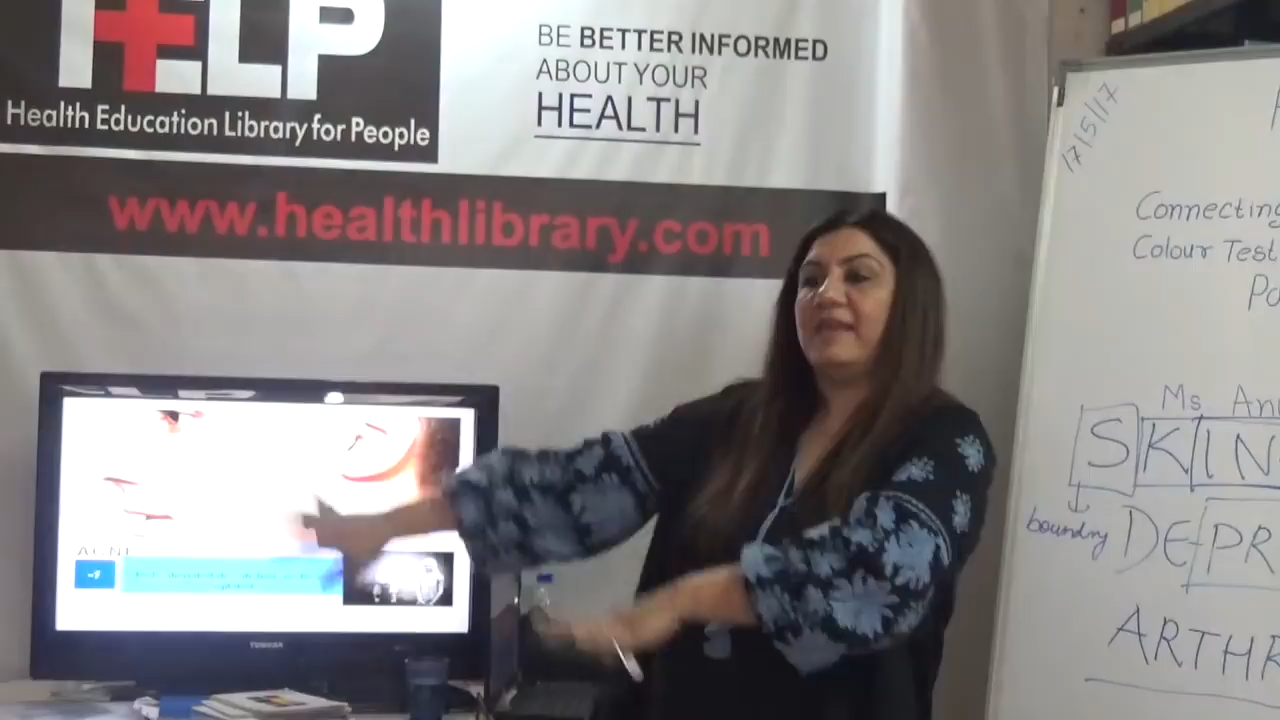 HELP
Health Education Library for People
BE BETTER INFORMED
ABOUT YOUR
HEALTH
www.healthlibrary.com
17/5/17
Connecting
Colour Test
Ms
SKIN
boundry
DEPR
ARTHR
TOSHIBA